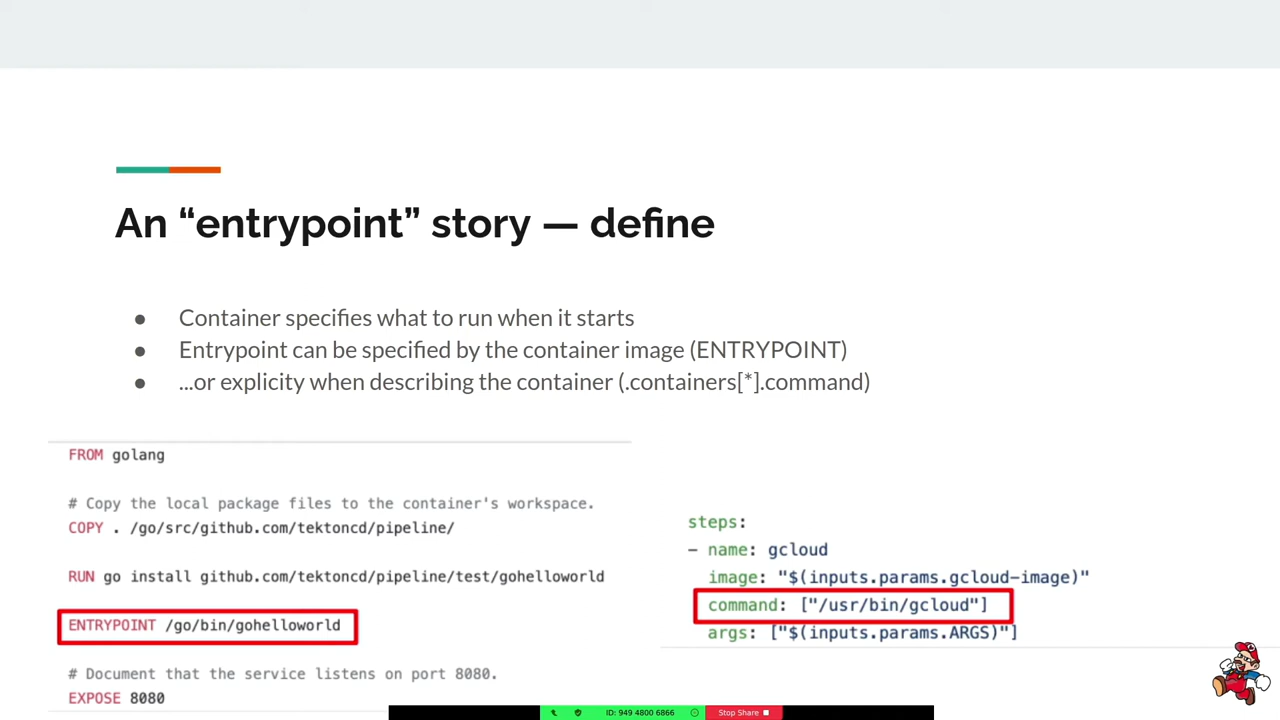 An “entrypoint” story — define
● Container specifies what to run when it starts
● Entrypoint can be specified by the container image (ENTRYPOINT)
● ...or explicity when describing the container (.containers[*].command)
FROM golang
# Copy the local package files to the container's workspace.
COPY . /go/src/github.com/tektoncd/pipeline/
RUN go install github.com/tektoncd/pipeline/test/gohelloworld
ENTRYPOINT /go/bin/gohelloworld
# Document that the service listens on port 8080.
EXPOSE 8080
steps:
- name: gcloud
image: "$(inputs.params.gcloud-image)"
command: ["/usr/bin/gcloud"]
args: ["$(inputs.params.ARGS)"]
ID: 949 4800 6866
Stop Share